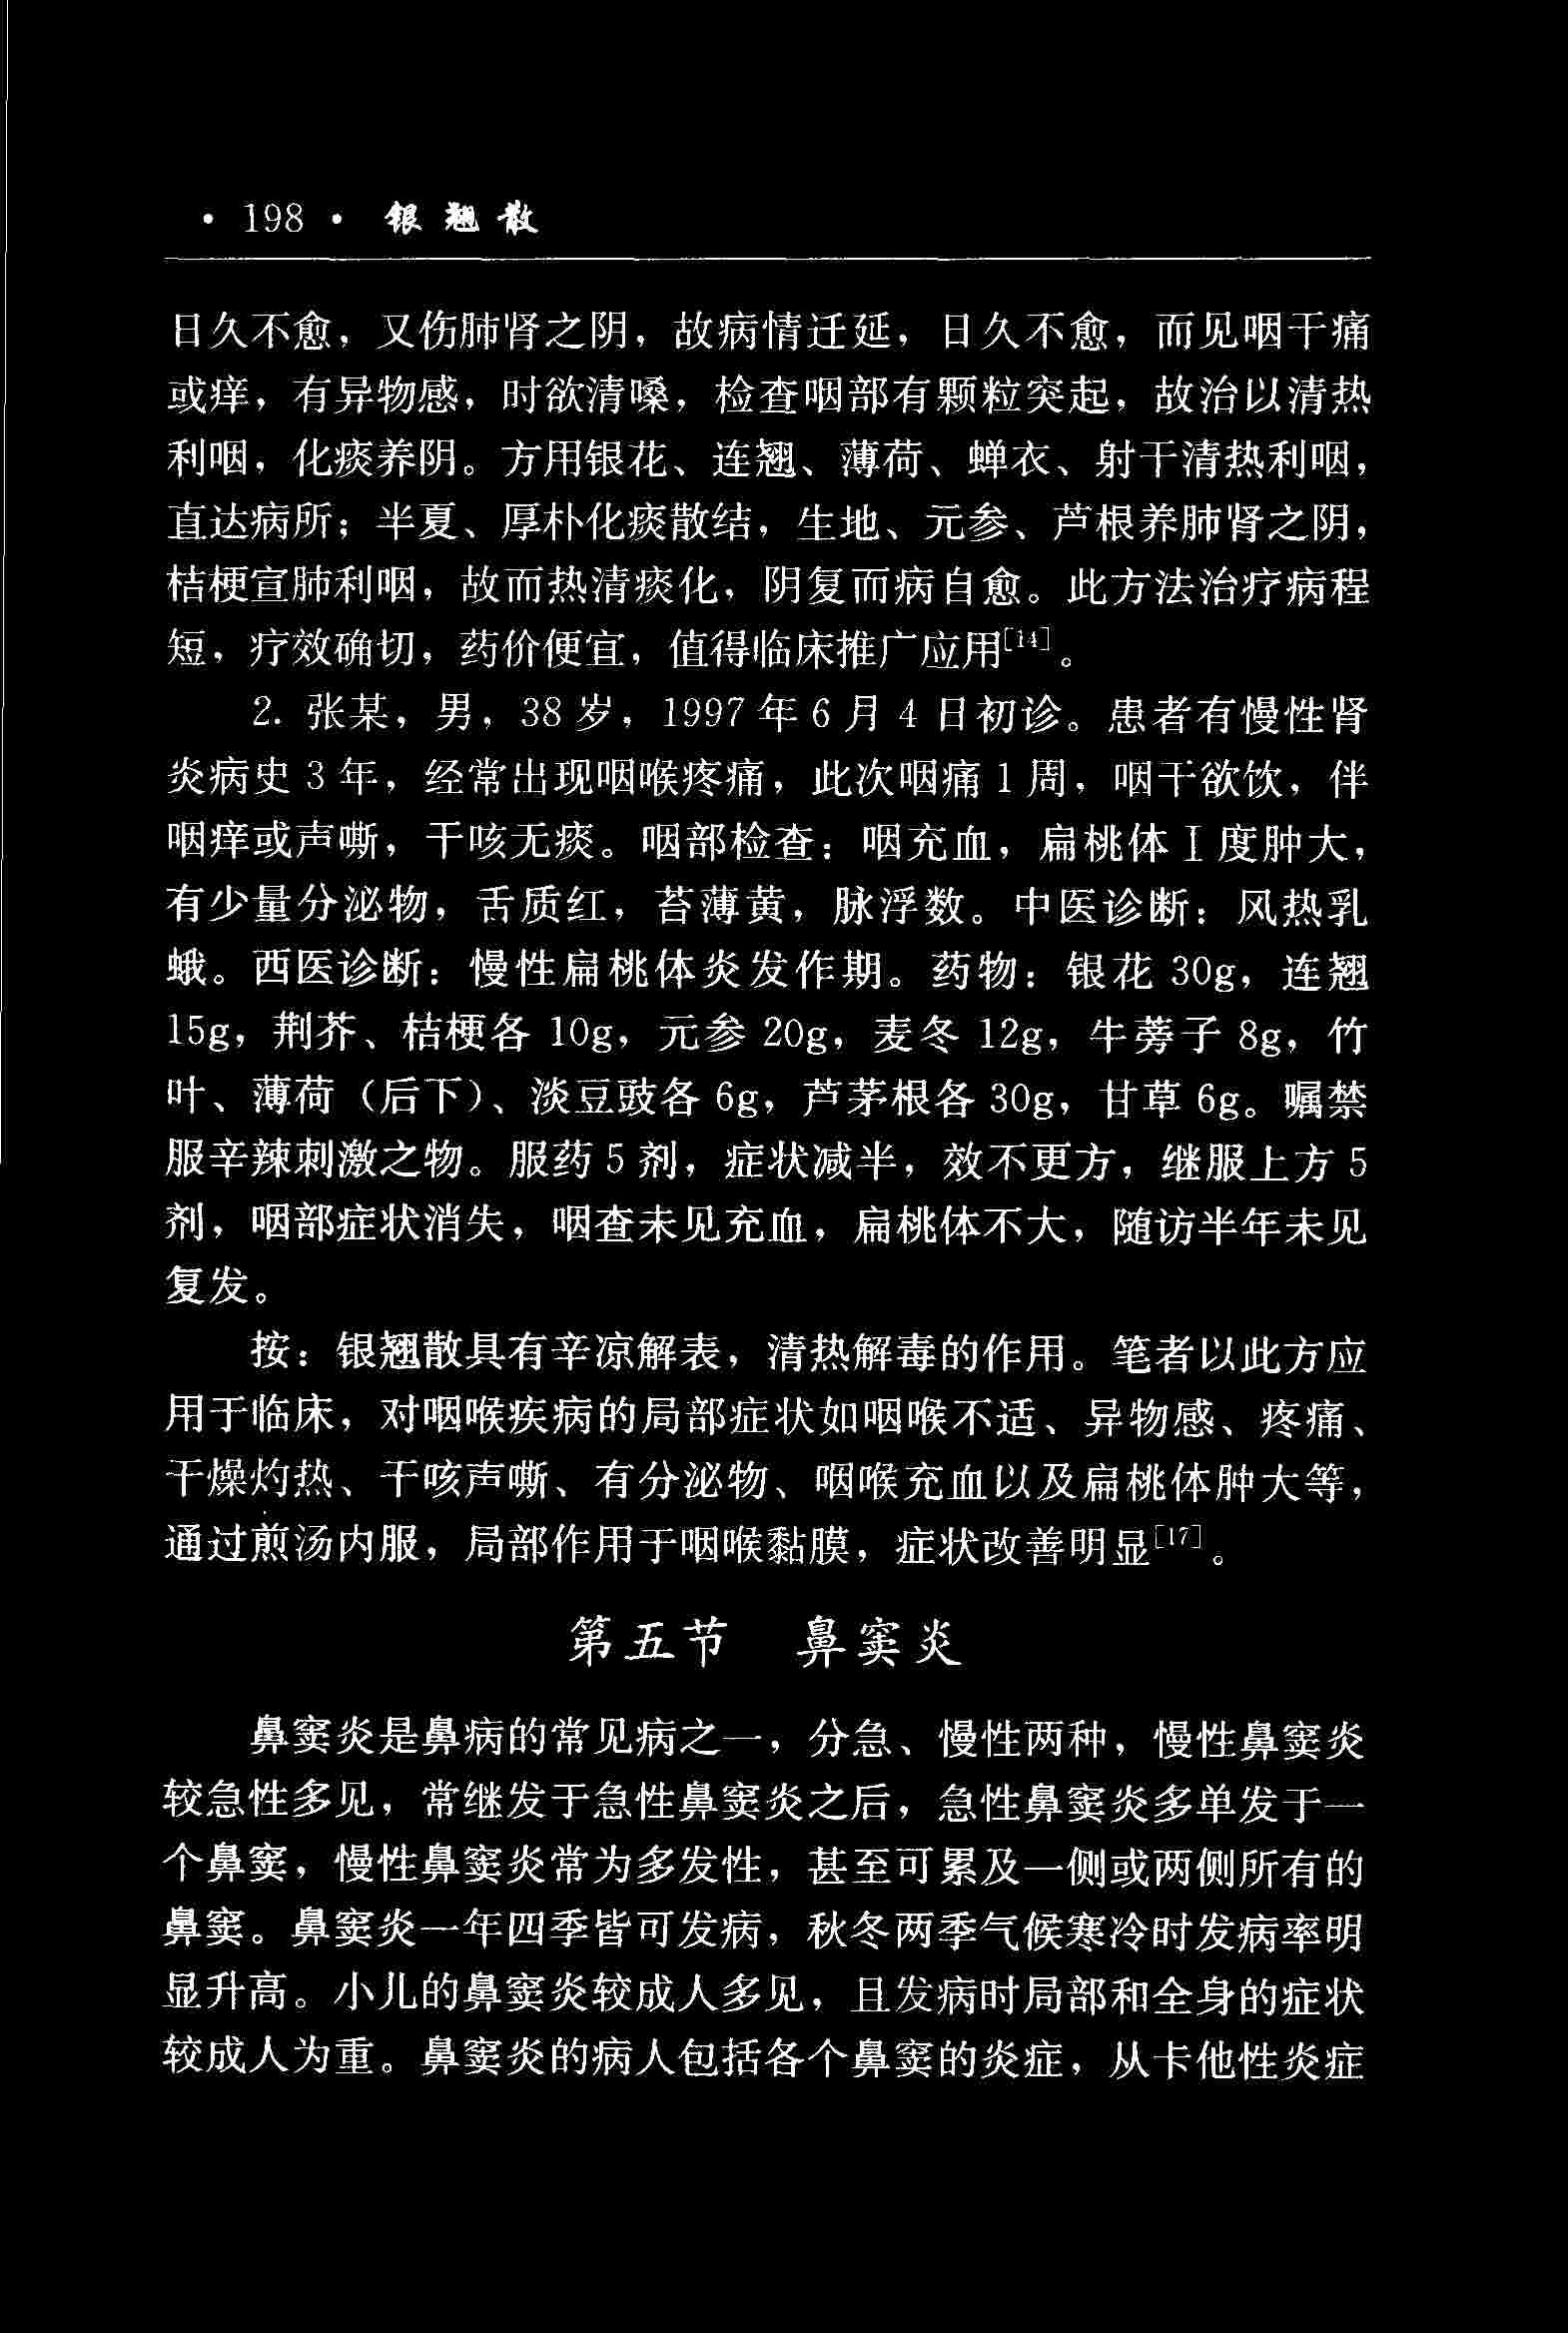 · 198 · 银翘散
日久不愈，又伤肺肾之阴，故病情迁延，日久不愈，而见咽干痛
或痒，有异物感，时欲清嗓，检查咽部有颗粒突起，故治以清热
利咽，化痰养阴。方用银花、连翘、薄荷、蝉衣、射干清热利咽，
直达病所；半夏、厚朴化痰散结，生地、元参、芦根养肺肾之阴，
桔梗宣肺利咽，故而热清痰化，阴复而病自愈。此方法治疗病程
短，疗效确切，药价便宜，值得临床推广应用[14]。
2. 张某，男，38 岁，1997 年 6 月 4 日初诊。患者有慢性肾
炎病史 3 年，经常出现咽喉疼痛，此次咽痛 1 周，咽干欲饮，伴
咽痒或声嘶，干咳无痰。咽部检查：咽充血，扁桃体 I 度肿大，
有少量分泌物，舌质红，苔薄黄，脉浮数。中医诊断：风热乳
蛾。西医诊断：慢性扁桃体炎发作期。药物：银花 30g，连翘
15g，荆芥、桔梗各 10g，元参 20g，麦冬 12g，牛蒡子 8g，竹
叶、薄荷（后下）、淡豆豉各 6g，芦茅根各 30g，甘草 6g。嘱禁
服辛辣刺激之物。服药 5 剂，症状减半，效不更方，继服上方 5
剂，咽部症状消失，咽查未见充血，扁桃体不大，随访半年未见
复发。
按：银翘散具有辛凉解表，清热解毒的作用。笔者以此方应
用于临床，对咽喉疾病的局部症状如咽喉不适、异物感、疼痛、
干燥灼热、干咳声嘶、有分泌物、咽喉充血以及扁桃体肿大等，
通过煎汤内服，局部作用于咽喉黏膜，症状改善明显[17]。
第五节 鼻窦炎
鼻窦炎是鼻病的常见病之一，分急、慢性两种，慢性鼻窦炎
较急性多见，常继发于急性鼻窦炎之后，急性鼻窦炎多单发于一
个鼻窦，慢性鼻窦炎常为多发性，甚至可累及一侧或两侧所有的
鼻窦。鼻窦炎一年四季皆可发病，秋冬两季气候寒冷时发病率明
显升高。小儿的鼻窦炎较成人多见，且发病时局部和全身的症状
较成人为重。鼻窦炎的病人包括各个鼻窦的炎症，从卡他性炎症